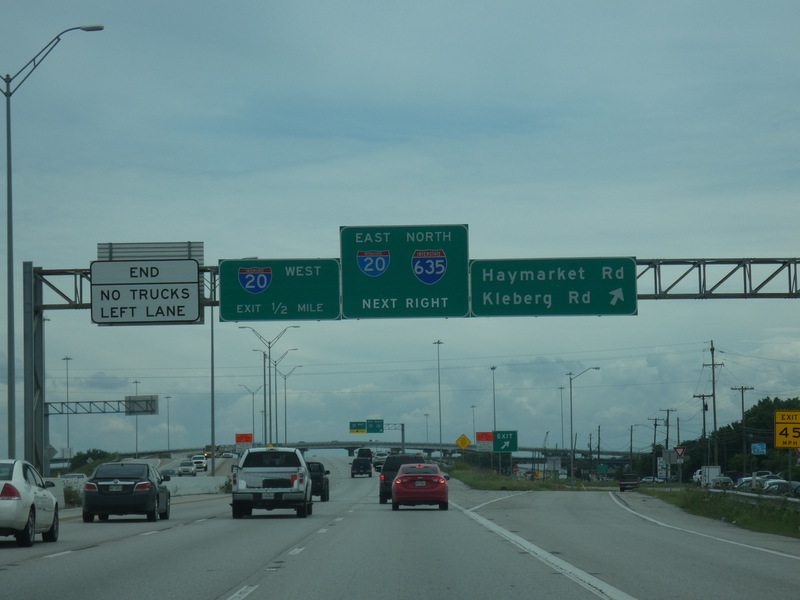 END
NO TRUCKS
LEFT LANE
20 WEST
EXIT 1/2 MILE
EAST NORTH
20 635
NEXT RIGHT
Haymarket Rd
Kleberg Rd
EXIT
EXIT
45